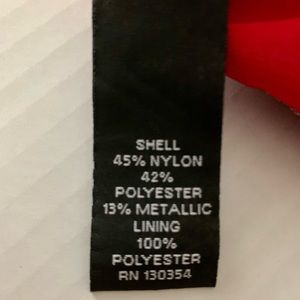 SHELL
45% NYLON
42%
POLYESTER
13% METALLIC
LINING
100%
POLYESTER
RN 130354